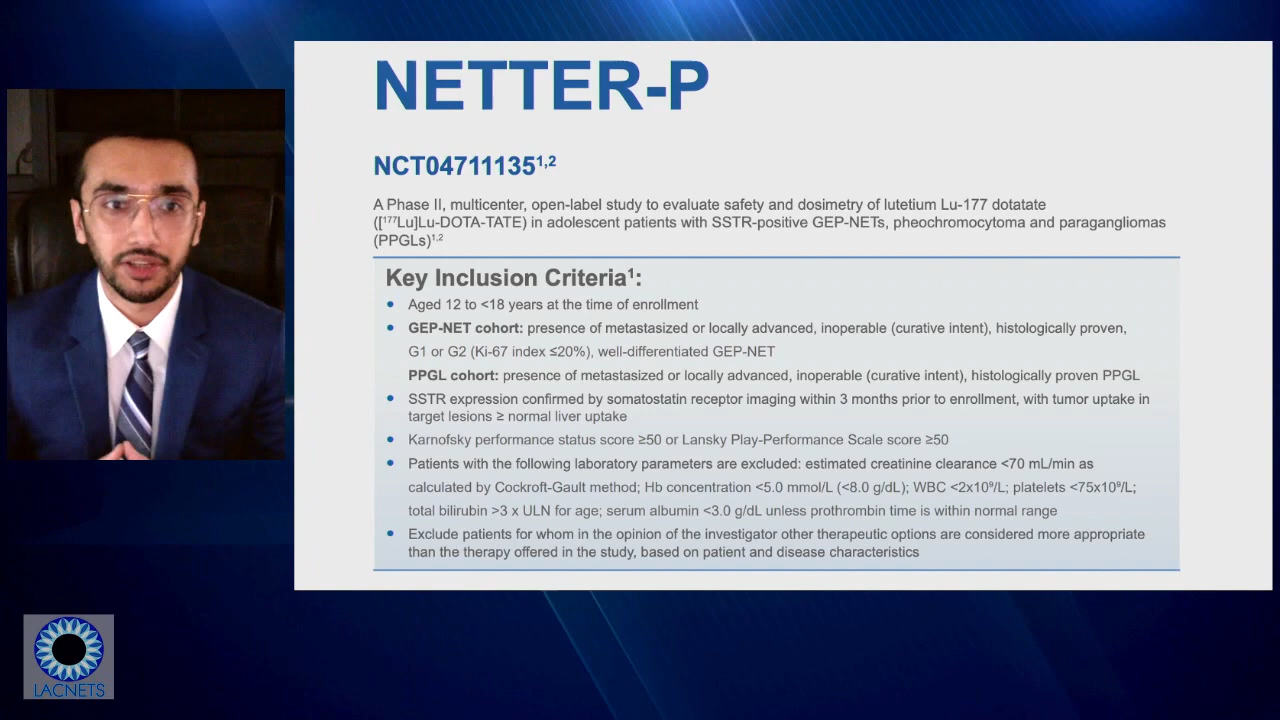 NETTER-P
NCT04711135¹,²
A Phase II, multicenter, open-label study to evaluate safety and dosimetry of lutetium Lu-177 dotatate
([¹⁷⁷Lu]Lu-DOTA-TATE) in adolescent patients with SSTR-positive GEP-NETs, pheochromocytoma and paragangliomas
(PPGLs)¹,²
Key Inclusion Criteria¹:
• Aged 12 to <18 years at the time of enrollment
• GEP-NET cohort: presence of metastasized or locally advanced, inoperable (curative intent), histologically proven,
G1 or G2 (Ki-67 index ≤20%), well-differentiated GEP-NET
PPGL cohort: presence of metastasized or locally advanced, inoperable (curative intent), histologically proven PPGL
• SSTR expression confirmed by somatostatin receptor imaging within 3 months prior to enrollment, with tumor uptake in
target lesions ≥ normal liver uptake
• Karnofsky performance status score ≥50 or Lansky Play-Performance Scale score ≥50
• Patients with the following laboratory parameters are excluded: estimated creatinine clearance <70 mL/min as
calculated by Cockroft-Gault method; Hb concentration <5.0 mmol/L (<8.0 g/dL); WBC <2x10⁹/L; platelets <75x10⁹/L;
total bilirubin >3 x ULN for age; serum albumin <3.0 g/dL unless prothrombin time is within normal range
• Exclude patients for whom in the opinion of the investigator other therapeutic options are considered more appropriate
than the therapy offered in the study, based on patient and disease characteristics
LACNETS